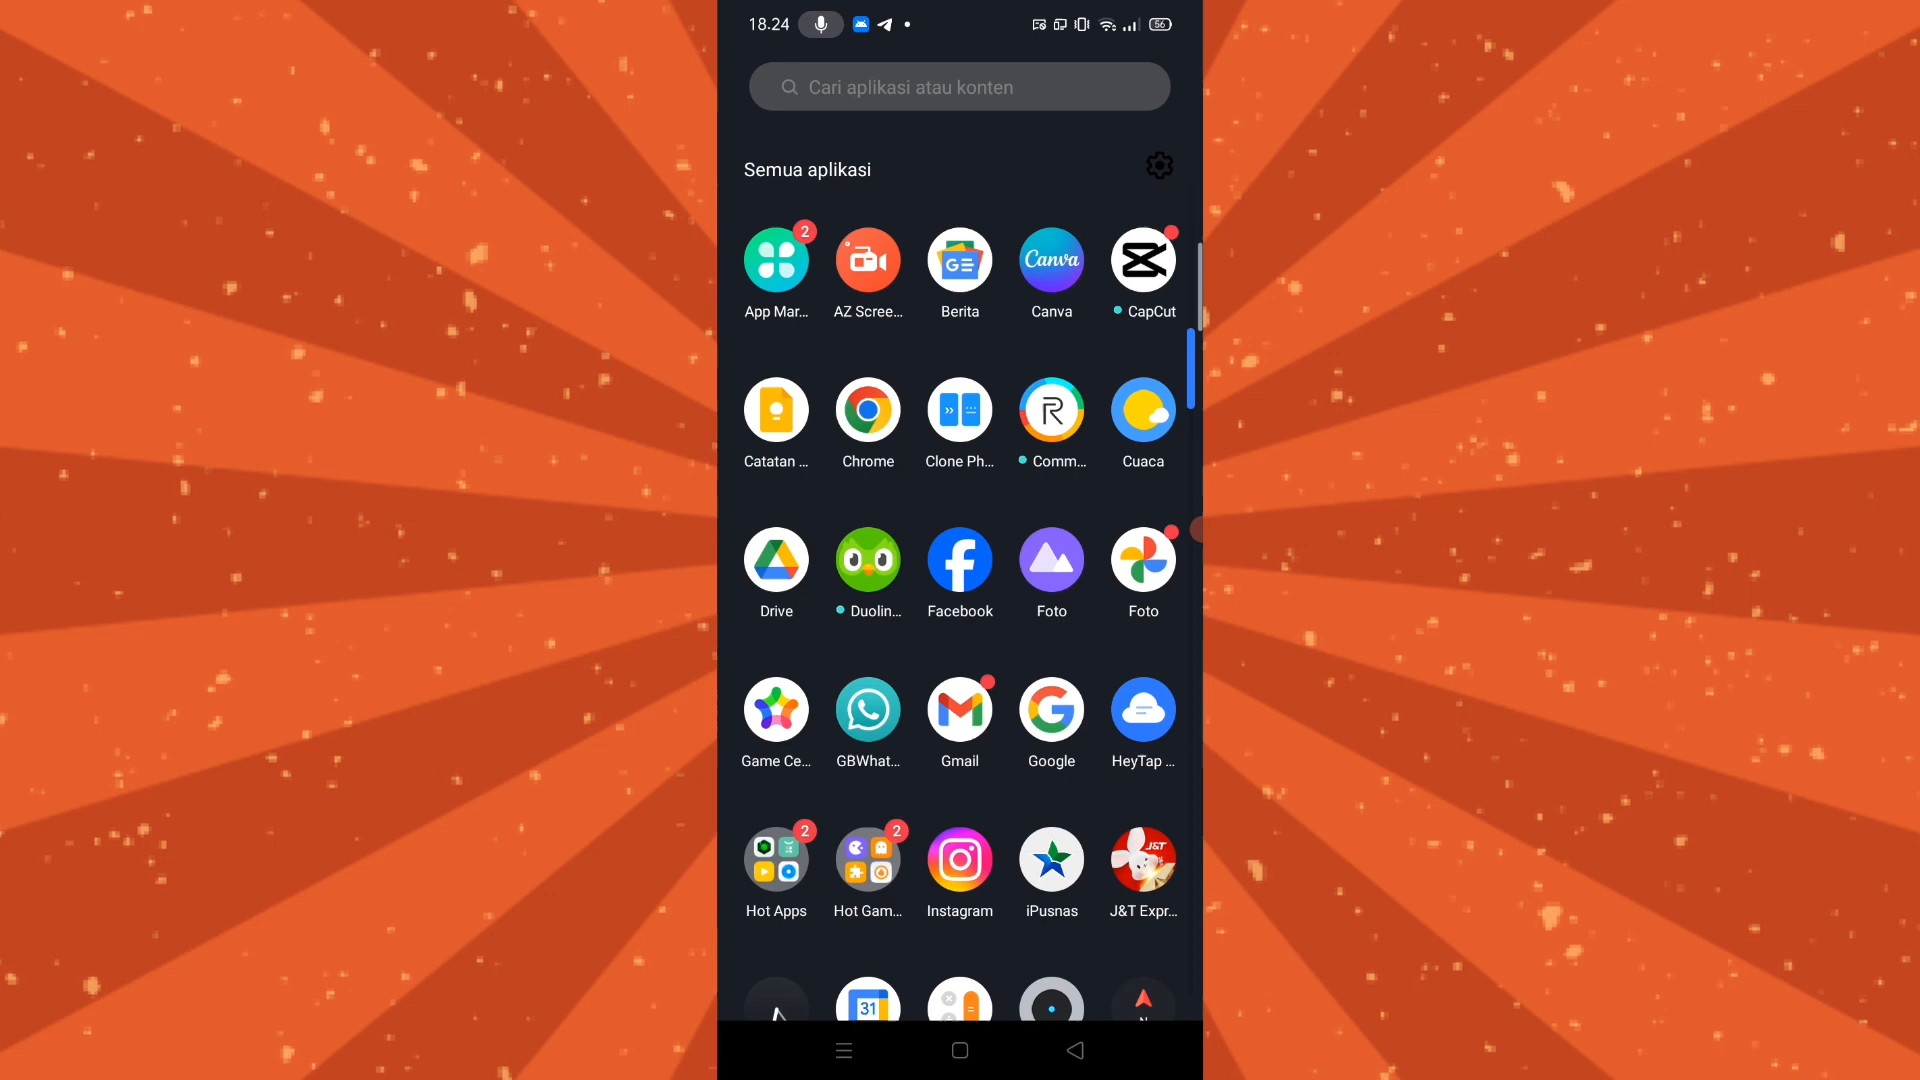 18.24
56
Cari aplikasi atau konten
Semua aplikasi
2
GE
Canva
App Mar...
AZ Scree...
Berita
Canva
CapCut
R
Catatan ...
Chrome
Clone Ph...
Comm...
Cuaca
Drive
Duolin...
Facebook
Foto
Foto
Game Ce...
GBWhat...
Gmail
Google
HeyTap ...
2
2
J&T
Hot Apps
Hot Gam...
Instagram
iPusnas
J&T Expr...
31